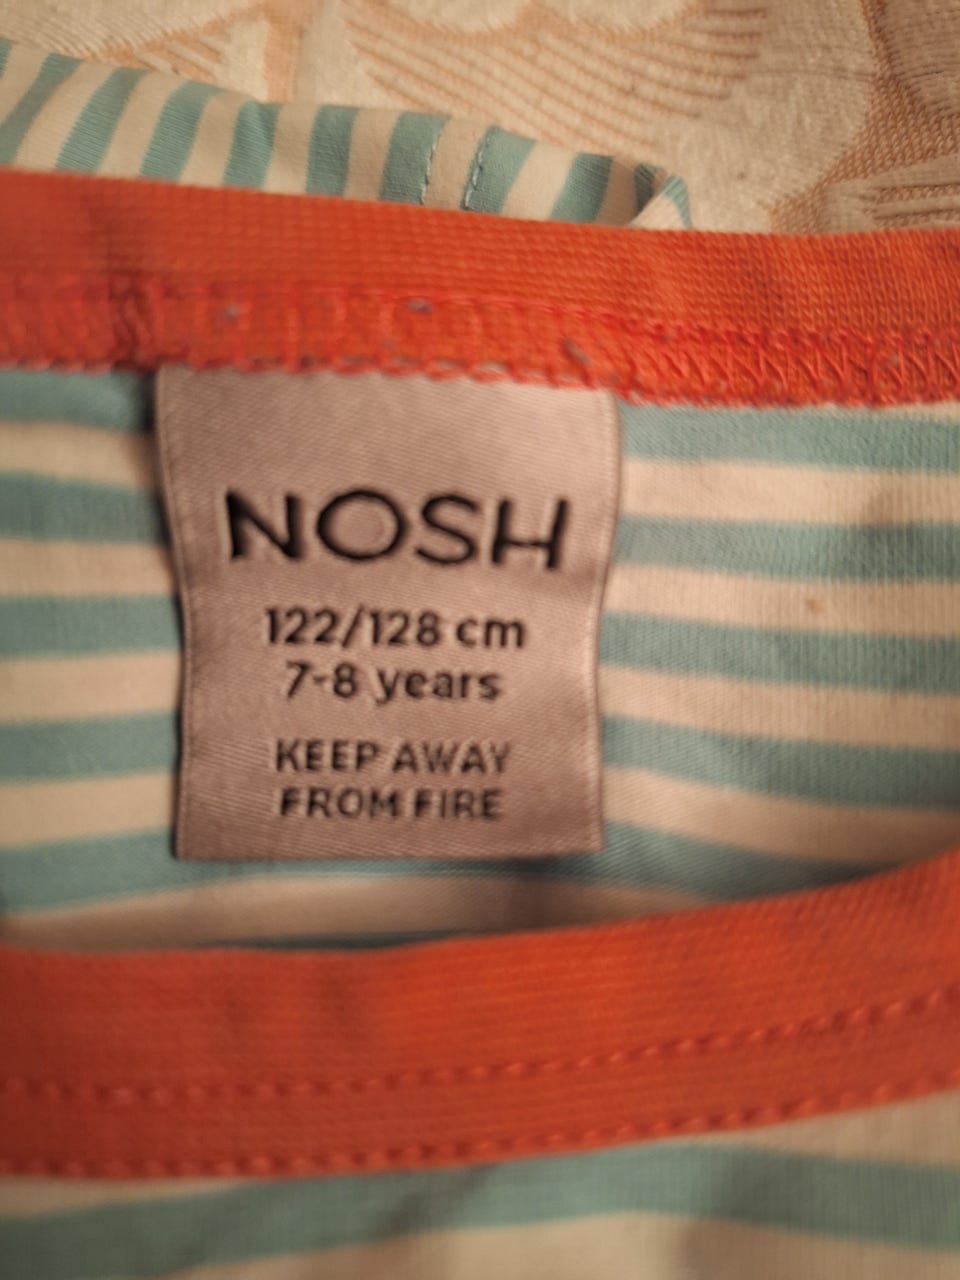 NOSH
122/128 cm
7-8 years
KEEP AWAY
FROM FIRE